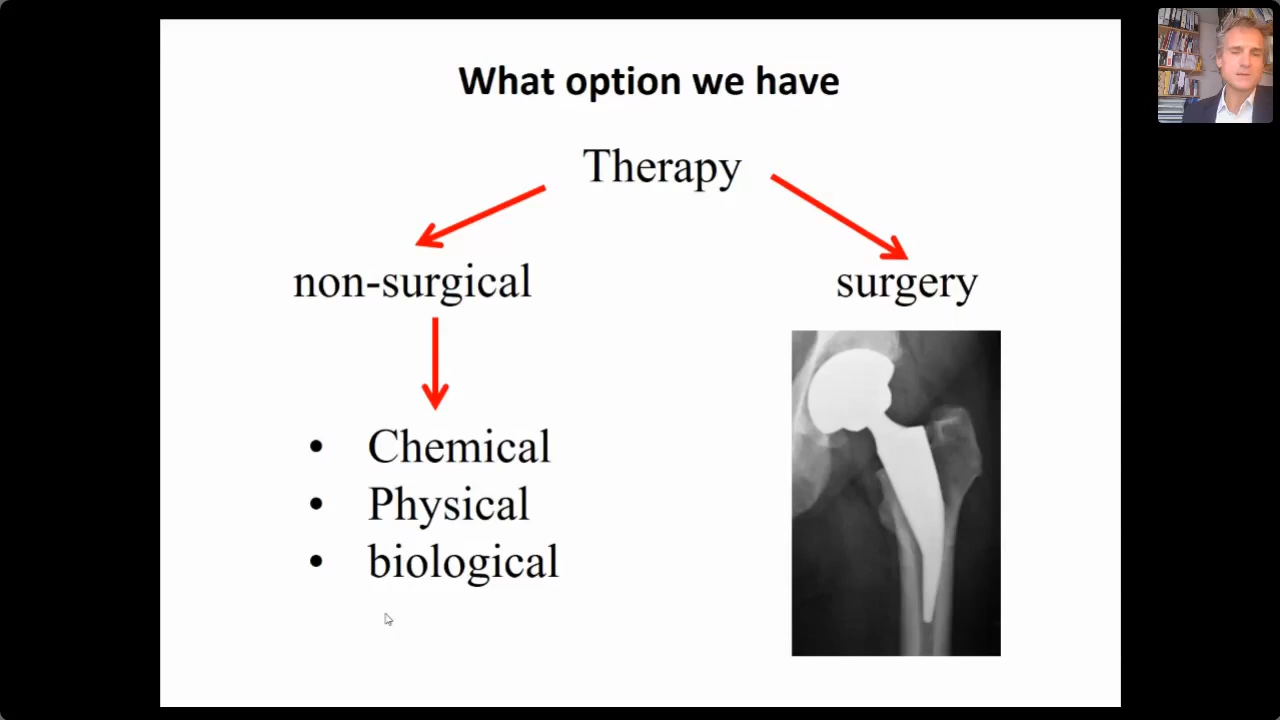 What option we have
Therapy
non-surgical
surgery
• Chemical
• Physical
• biological